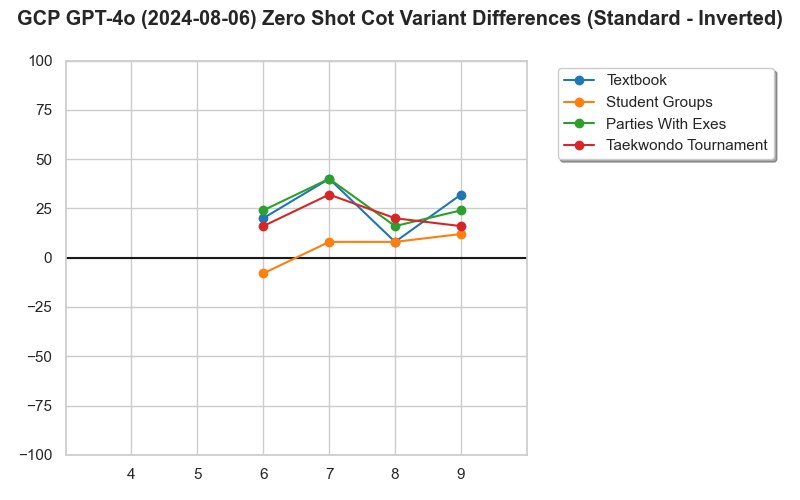 GCP GPT-4o (2024-08-06) Zero Shot Cot Variant Differences (Standard - Inverted)
100
75
50
25
0
−25
−50
−75
−100
4 5 6 7 8 9
Textbook
Student Groups
Parties With Exes
Taekwondo Tournament